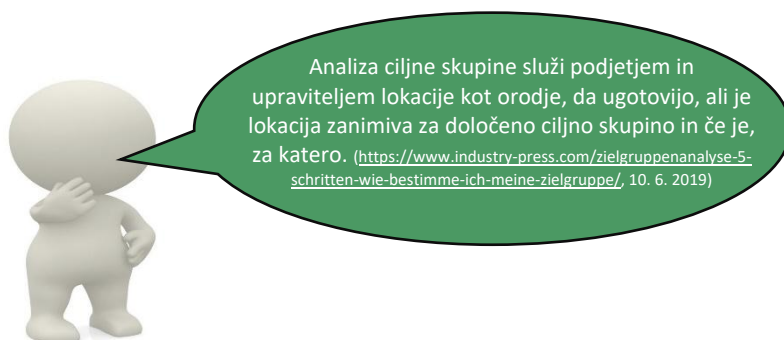 Analiza ciljne skupine služi podjetjem in
upraviteljem lokacije kot orodje, da ugotovijo, ali je
lokacija zanimiva za določeno ciljno skupino in če je,
za katero. (https://www.industry-press.com/zielgruppenanalyse-5-
schritten-wie-bestimme-ich-meine-zielgruppe/, 10. 6. 2019)